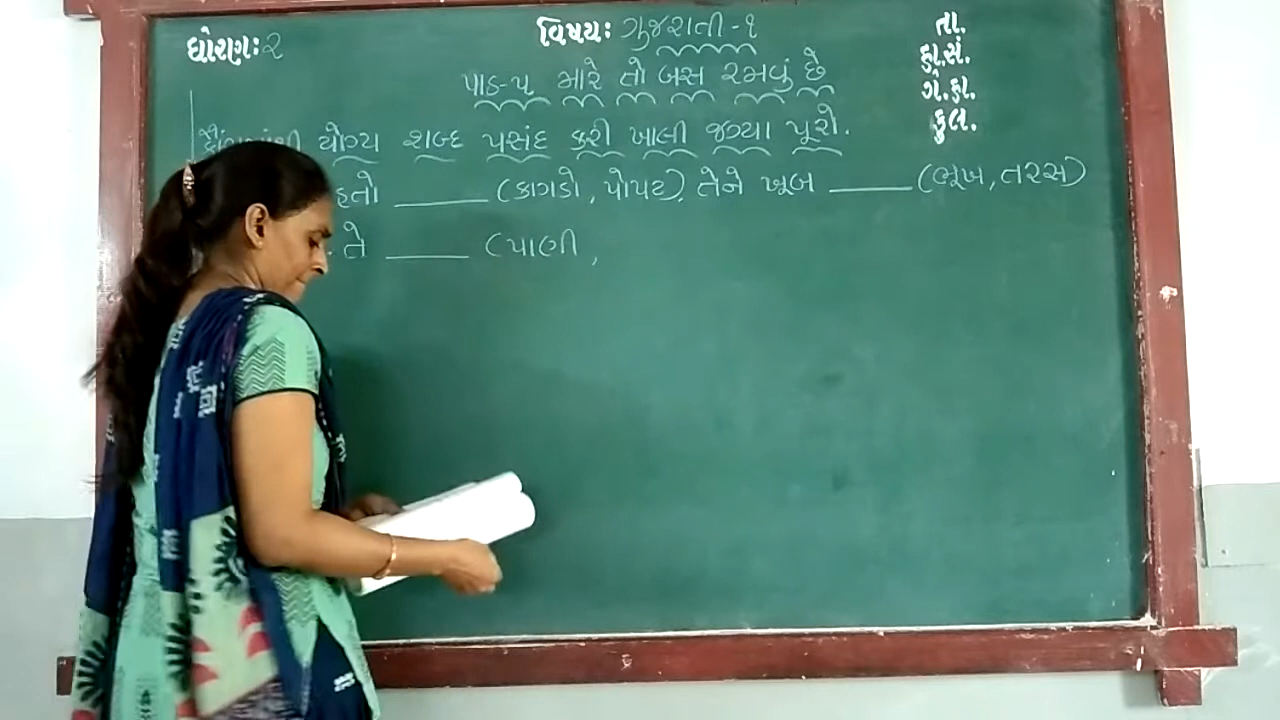 ધોરણઃ૨
વિષયઃ ગુજરાતી-૧
તા.
હા.સં.
ગે.હા.
કુલ.
પાઠ-૫ મારે તો બસ રમવું છે
યોગ્ય શબ્દ પસંદ કરી ખાલી જગ્યા પૂરો.
હતો ______ (કાગડો, પોપટ). તેને ખૂબ ______ (ભૂખ, તરસ)
. તે ______ (પાણી,